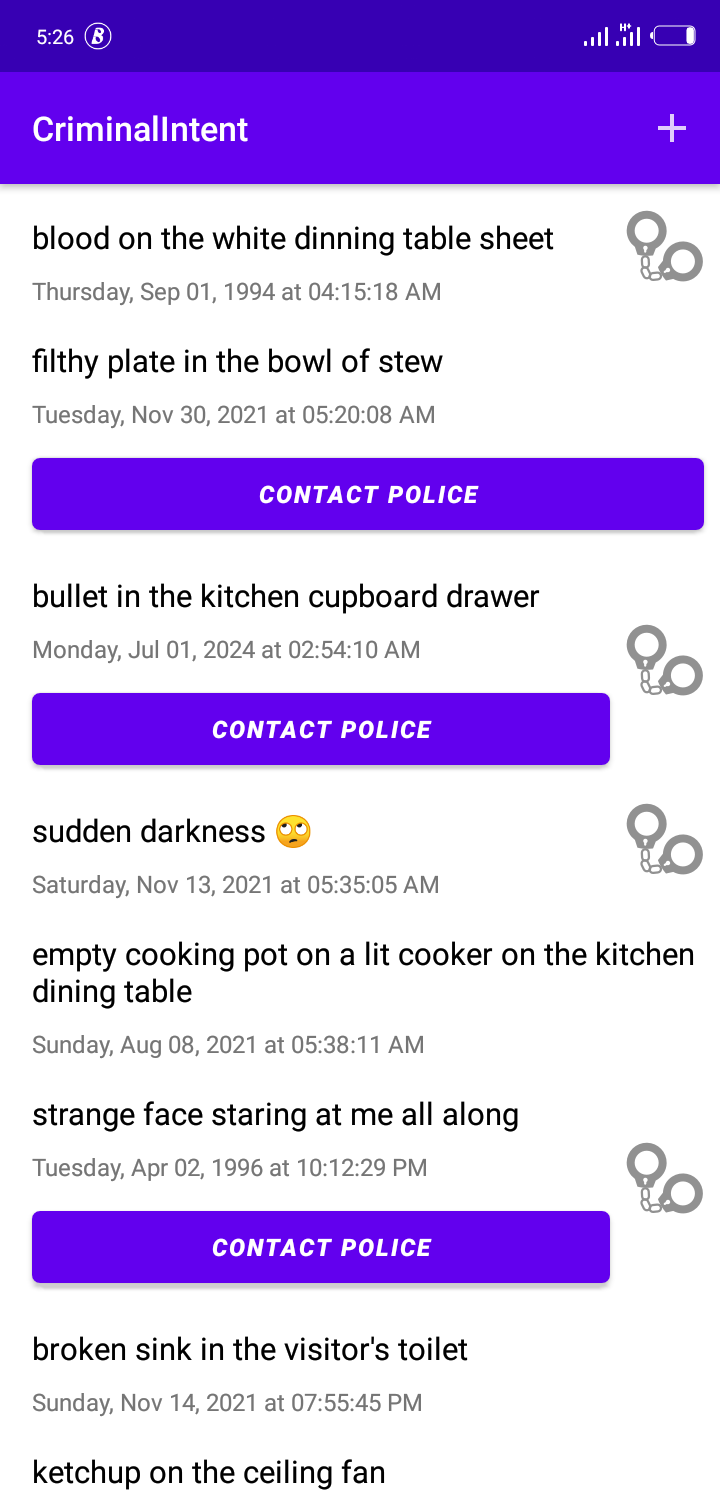 5:26 B H+
CriminalIntent +
blood on the white dinning table sheet
Thursday, Sep 01, 1994 at 04:15:18 AM
filthy plate in the bowl of stew
Tuesday, Nov 30, 2021 at 05:20:08 AM
CONTACT POLICE
bullet in the kitchen cupboard drawer
Monday, Jul 01, 2024 at 02:54:10 AM
CONTACT POLICE
sudden darkness 🙄
Saturday, Nov 13, 2021 at 05:35:05 AM
empty cooking pot on a lit cooker on the kitchen
dining table
Sunday, Aug 08, 2021 at 05:38:11 AM
strange face staring at me all along
Tuesday, Apr 02, 1996 at 10:12:29 PM
CONTACT POLICE
broken sink in the visitor's toilet
Sunday, Nov 14, 2021 at 07:55:45 PM
ketchup on the ceiling fan